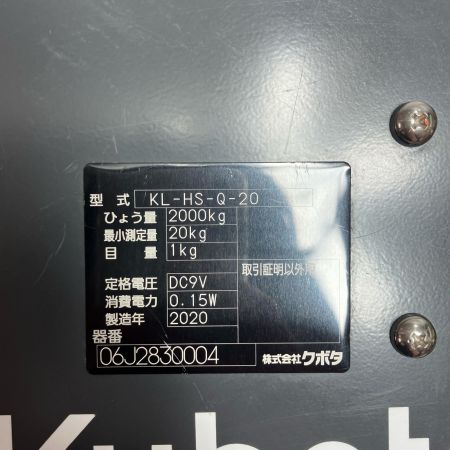 型式 KL-HS-Q-20
ひょう量 2000kg
最小測定量 20kg
目量 1kg
取引証明以外用
定格電圧 DC9V
消費電力 0.15W
製造年 2020
器番
06J2830004 株式会社クボタ
Kubot